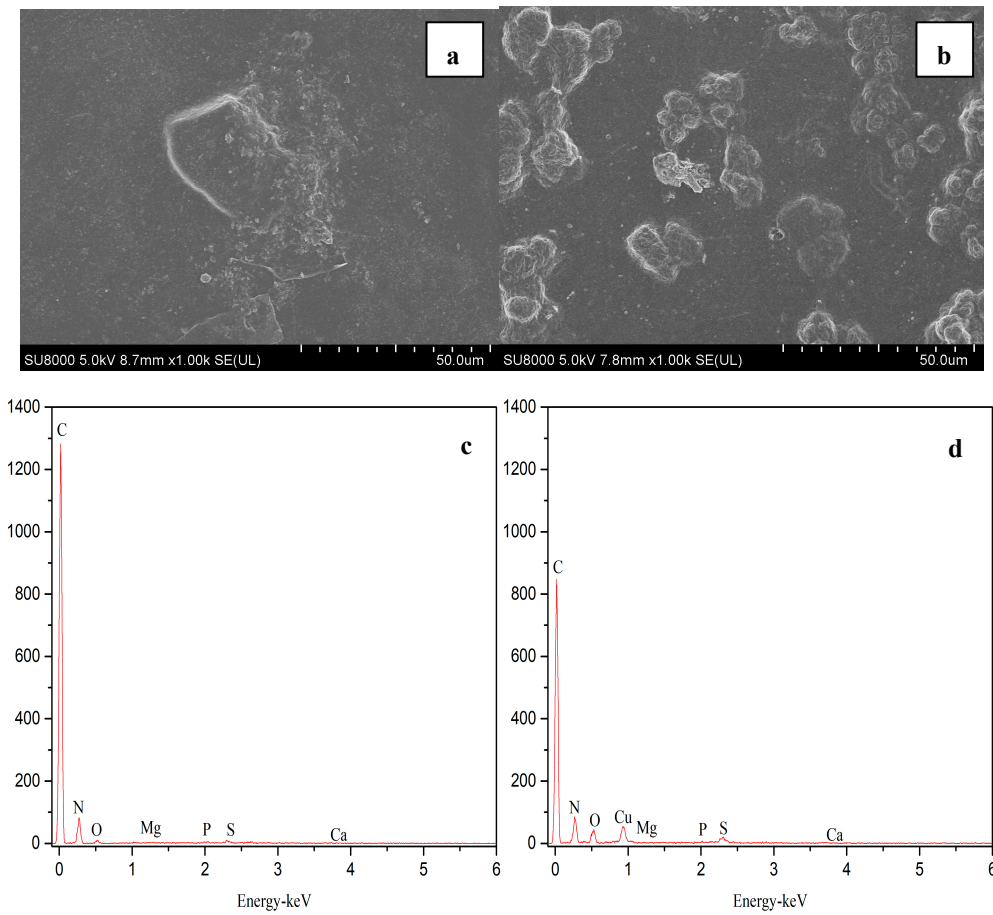 a
b
SU8000 5.0kV 8.7mm x1.00k SE(UL) 50.0um
SU8000 5.0kV 7.8mm x1.00k SE(UL) 50.0um
c
1400
1200
1000
800
600
400
200
0
C
N
O
Mg
P
S
Ca
0 1 2 3 4 5 6
Energy-keV
d
1400
1200
1000
800
600
400
200
0
C
N
O
Cu
Mg
P
S
Ca
0 1 2 3 4 5 6
Energy-keV